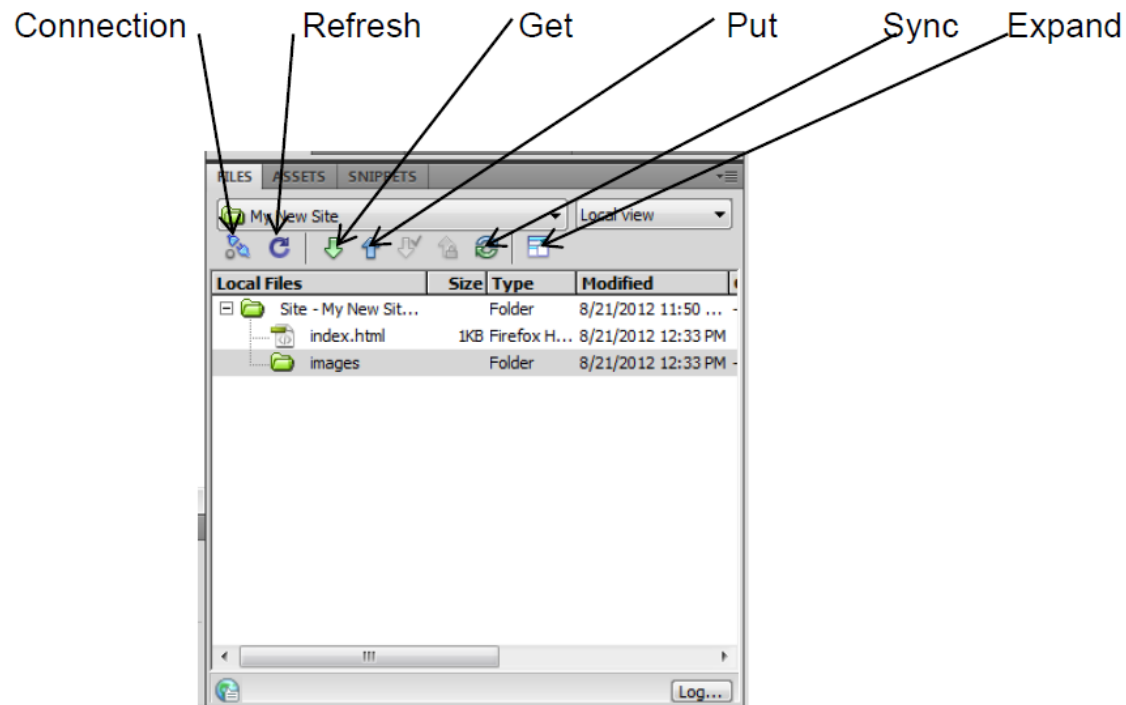 Connection Refresh Get Put Sync Expand
FILES ASSETS SNIPPETS
My New Site Local view
Local Files Size Type Modified
Site - My New Sit... Folder 8/21/2012 11:50 ... -
index.html 1KB Firefox H... 8/21/2012 12:33 PM
images Folder 8/21/2012 12:33 PM -
Log...